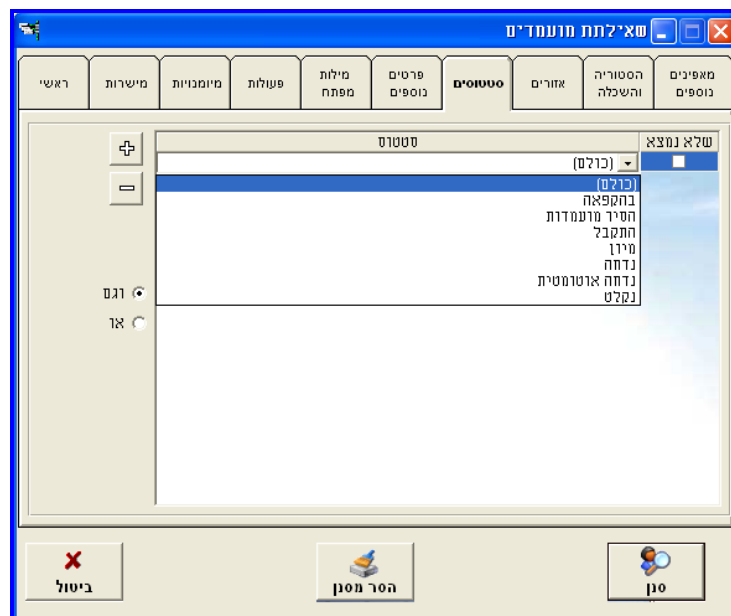 שאילתת מועמדים
מאפינים
נוספים
הסטוריה
והשכלה
אזורים
סטטוסים
פרטים
נוספים
מילות
מפתח
פעולות
מיומנויות
מישרות
ראשי
שלא נמצא
סטטוס
(כולם)
(כולם)
בהקפאה
הסיר מועמדות
התקבל
מיון
נדחה
נדחה אוטומטית
נקלט
וגם
או
סנן
הסר מסנן
ביטול